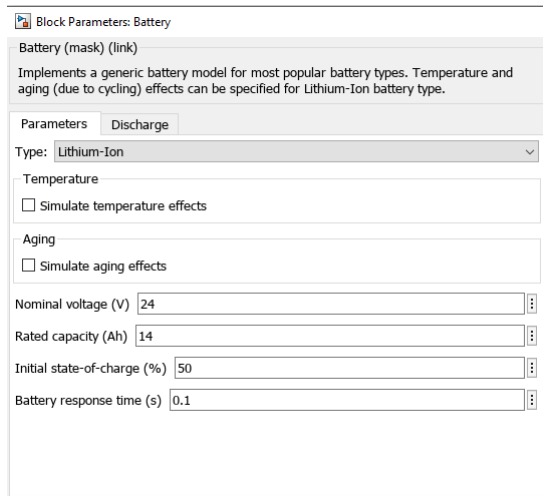 Block Parameters: Battery
Battery (mask) (link)
Implements a generic battery model for most popular battery types. Temperature and
aging (due to cycling) effects can be specified for Lithium-Ion battery type.
Parameters Discharge
Type: Lithium-Ion
Temperature
Simulate temperature effects
Aging
Simulate aging effects
Nominal voltage (V) 24
Rated capacity (Ah) 14
Initial state-of-charge (%) 50
Battery response time (s) 0.1